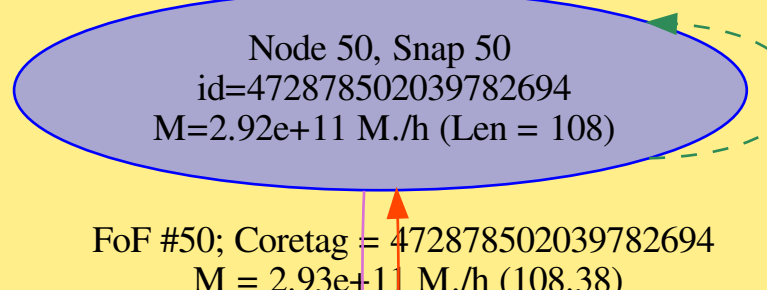 Node 50, Snap 50
id=472878502039782694
M=2.92e+11 M./h (Len = 108)
FoF #50; Coretag = 472878502039782694
M = 2.93e+11 M./h (108.38)